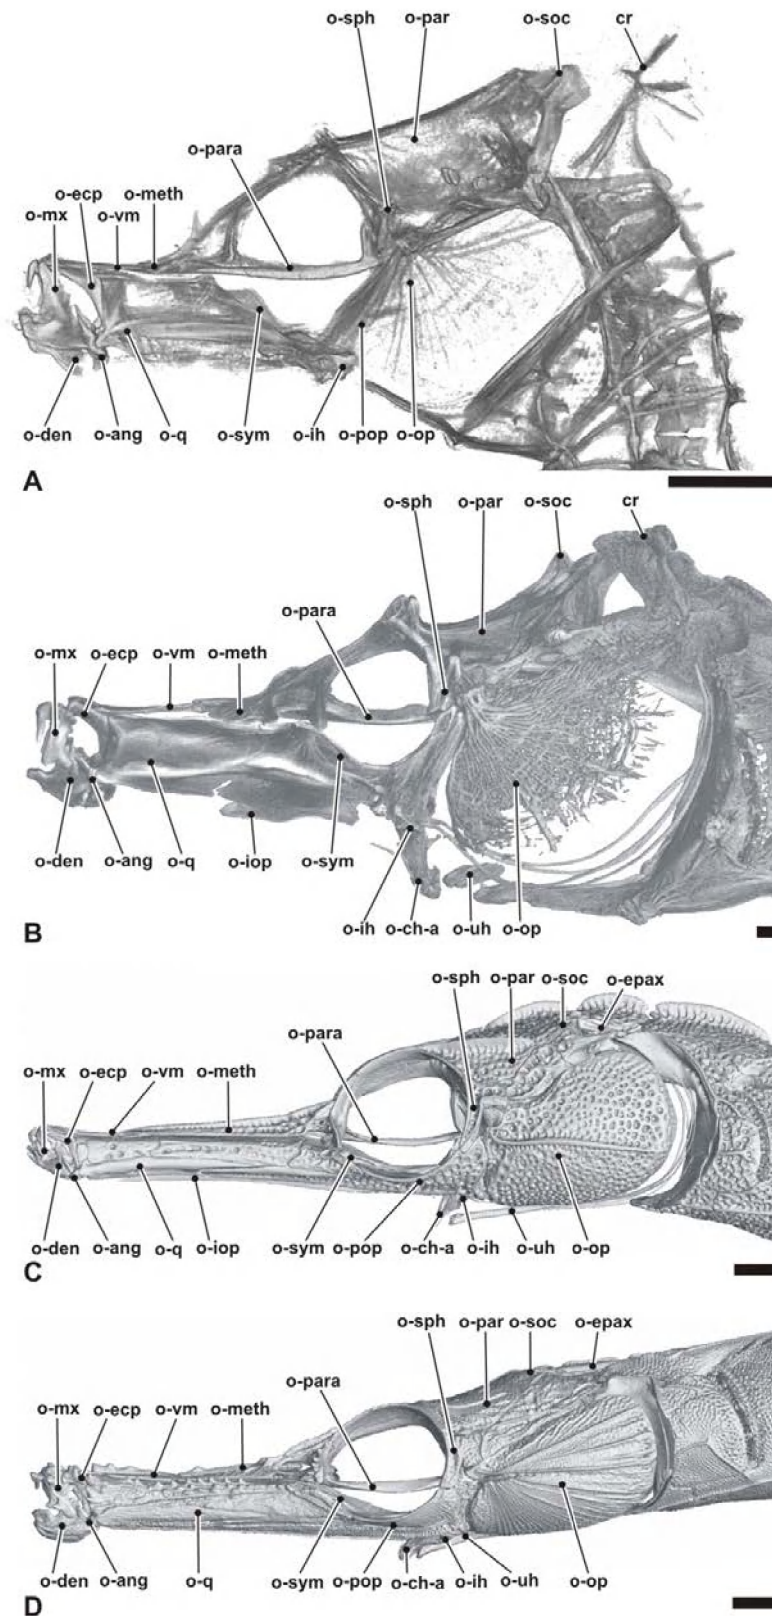 o-sph o-par o-soc cr
o-para
o-ecp o-meth
o-mx o-vm
o-den o-ang o-q o-sym o-ih o-pop o-op
A
o-sph o-par o-soc cr
o-para
o-mx o-ecp o-vm o-meth
o-den o-ang o-q o-iop o-sym
o-ih o-ch-a o-uh o-op
B
o-sph o-par o-soc o-epax
o-para
o-mx o-ecp o-vm o-meth
o-den o-ang o-q o-iop o-sym o-pop o-ch-a o-ih o-uh o-op
C
o-sph o-par o-soc o-epax
o-para
o-mx o-ecp o-vm o-meth
o-den o-ang o-q o-sym o-pop o-ch-a o-ih o-uh o-op
D